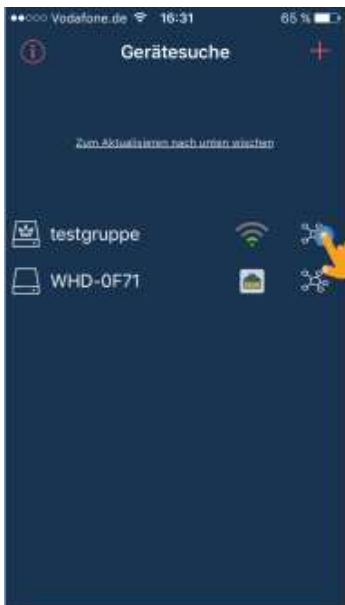 Vodafone.de 16:31 65 %
Gerätesuche
Zum Aktualisieren nach unten wischen
testgruppe
WHD-0F71